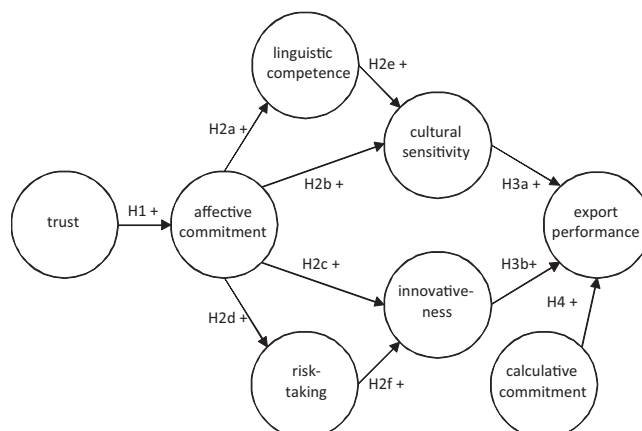 linguistic
competence
H2e +
H2a +
cultural
sensitivity
H2b +
H3a +
trust
H1 +
affective
commitment
export
performance
H2c +
H3b+
innovative-
ness
H4 +
H2d +
risk-
taking
H2f +
calculative
commitment